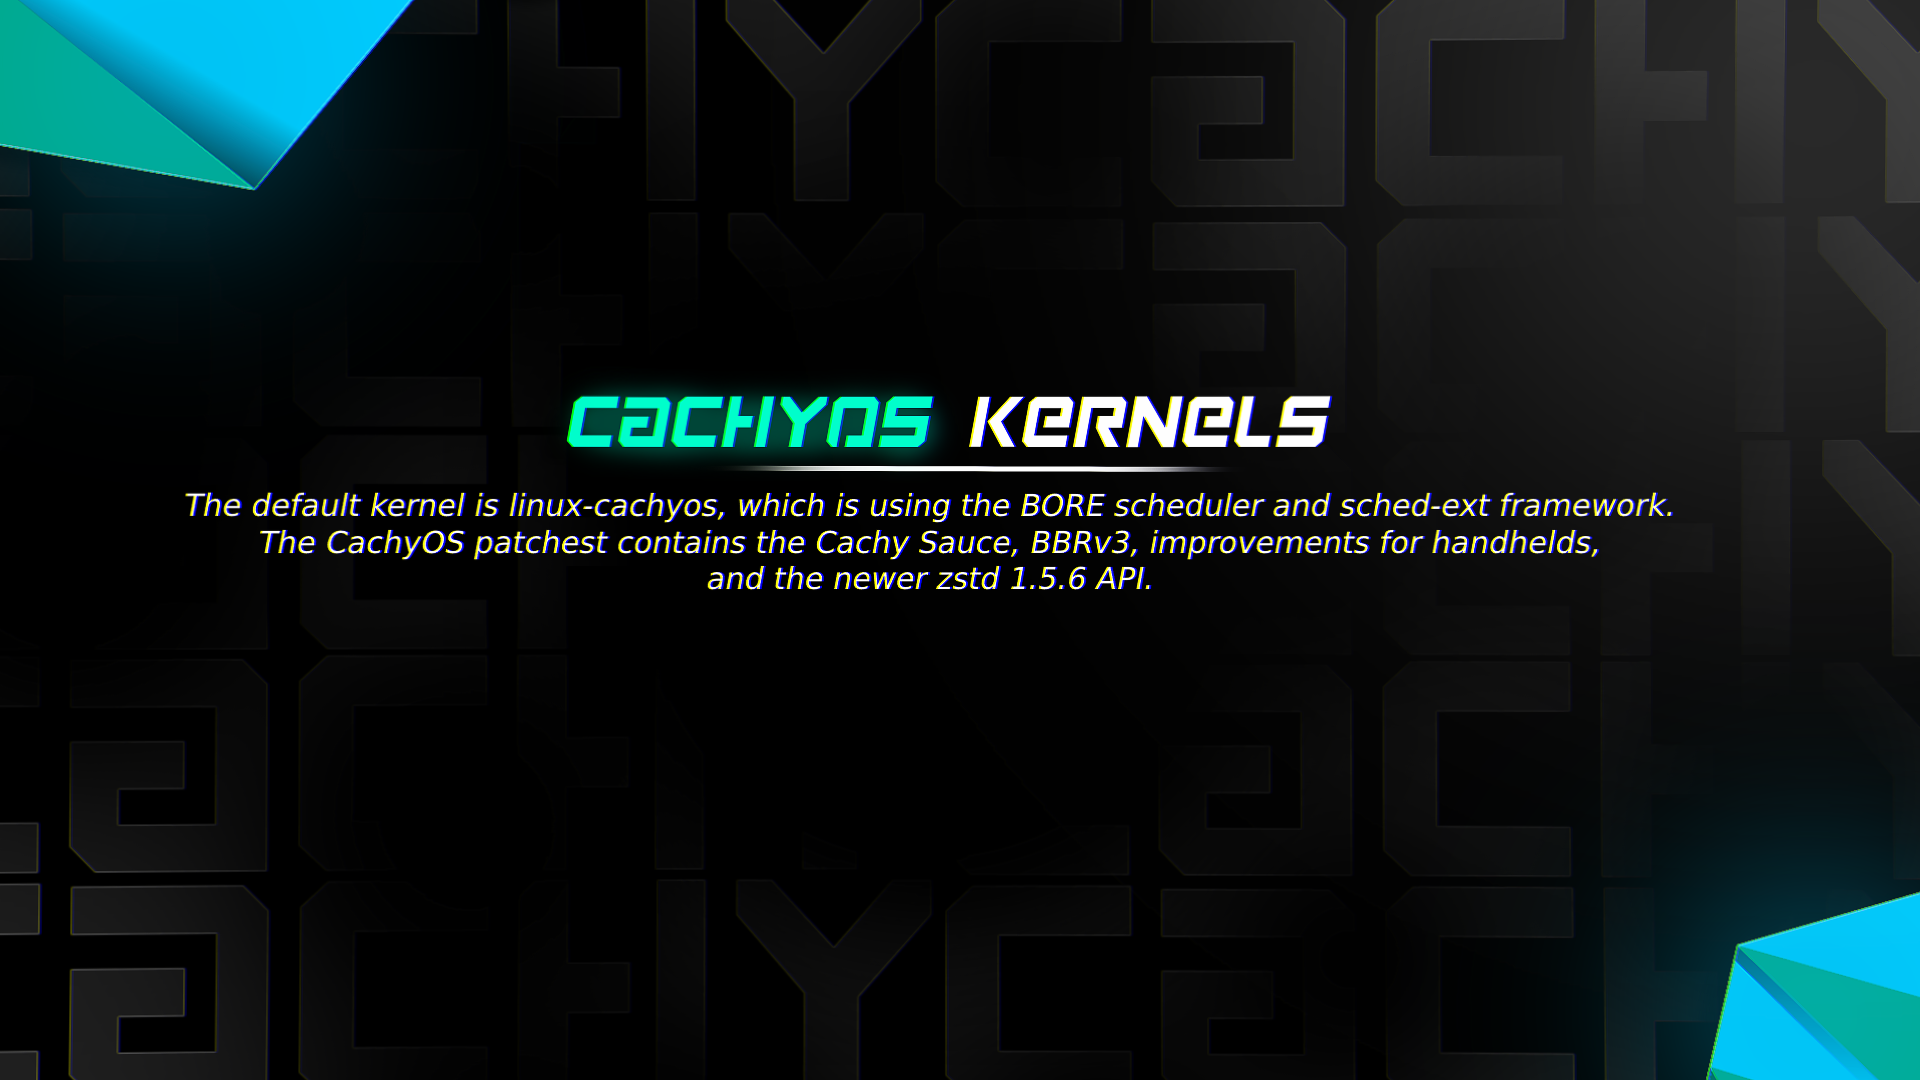 CACHYOS KERNELS
The default kernel is linux-cachyos, which is using the BORE scheduler and sched-ext framework.
The CachyOS patchest contains the Cachy Sauce, BBRv3, improvements for handhelds,
and the newer zstd 1.5.6 API.